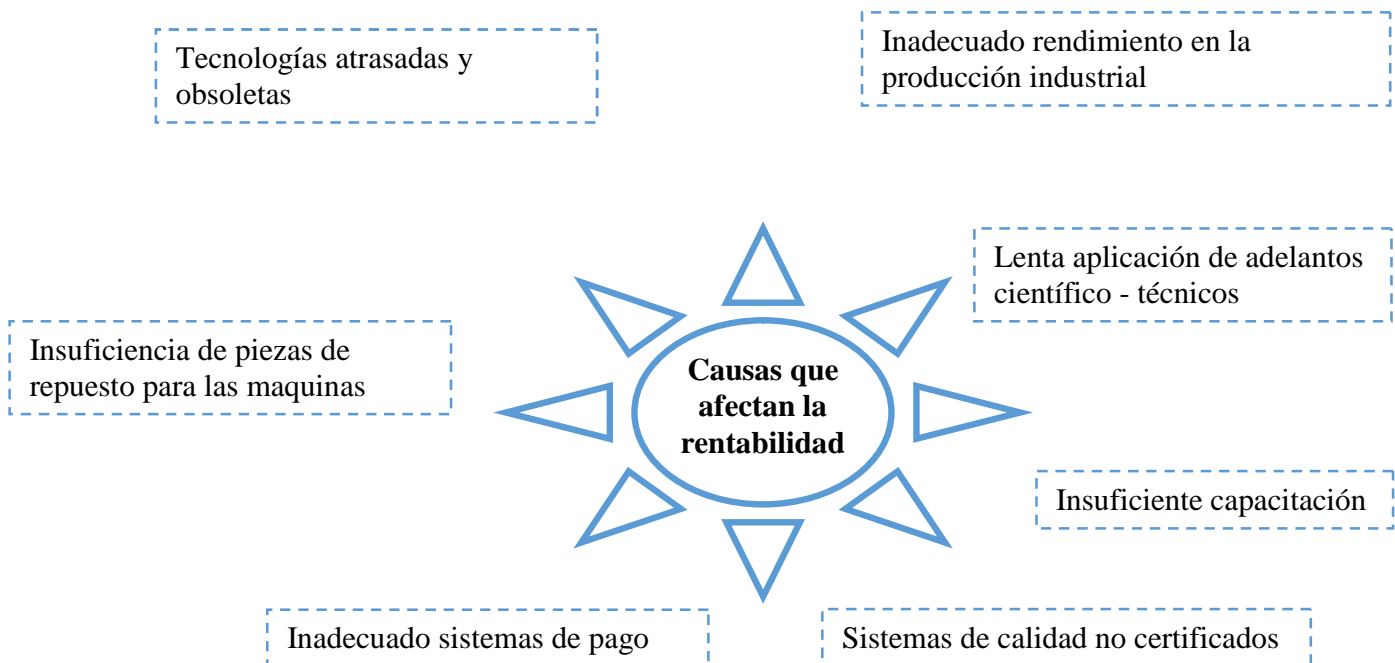 Tecnologías atrasadas y
obsoletas
Inadecuado rendimiento en la
producción industrial
Lenta aplicación de adelantos
científico - técnicos
Insuficiencia de piezas de
repuesto para las maquinas
Causas que
afectan la
rentabilidad
Insuficiente capacitación
Inadecuado sistemas de pago
Sistemas de calidad no certificados